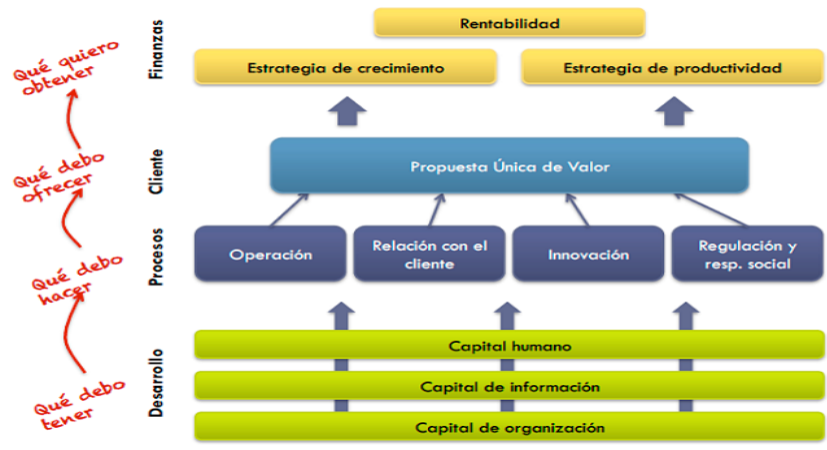 Finanzas
Rentabilidad
Estrategia de crecimiento
Estrategia de productividad
Qué quiero
obtener
Cliente
Propuesta Única de Valor
Qué debo
ofrecer
Procesos
Operación
Relación con el
cliente
Innovación
Regulación y
resp. social
Qué debo
hacer
Desarrollo
Capital humano
Capital de información
Capital de organización
Qué debo
tener